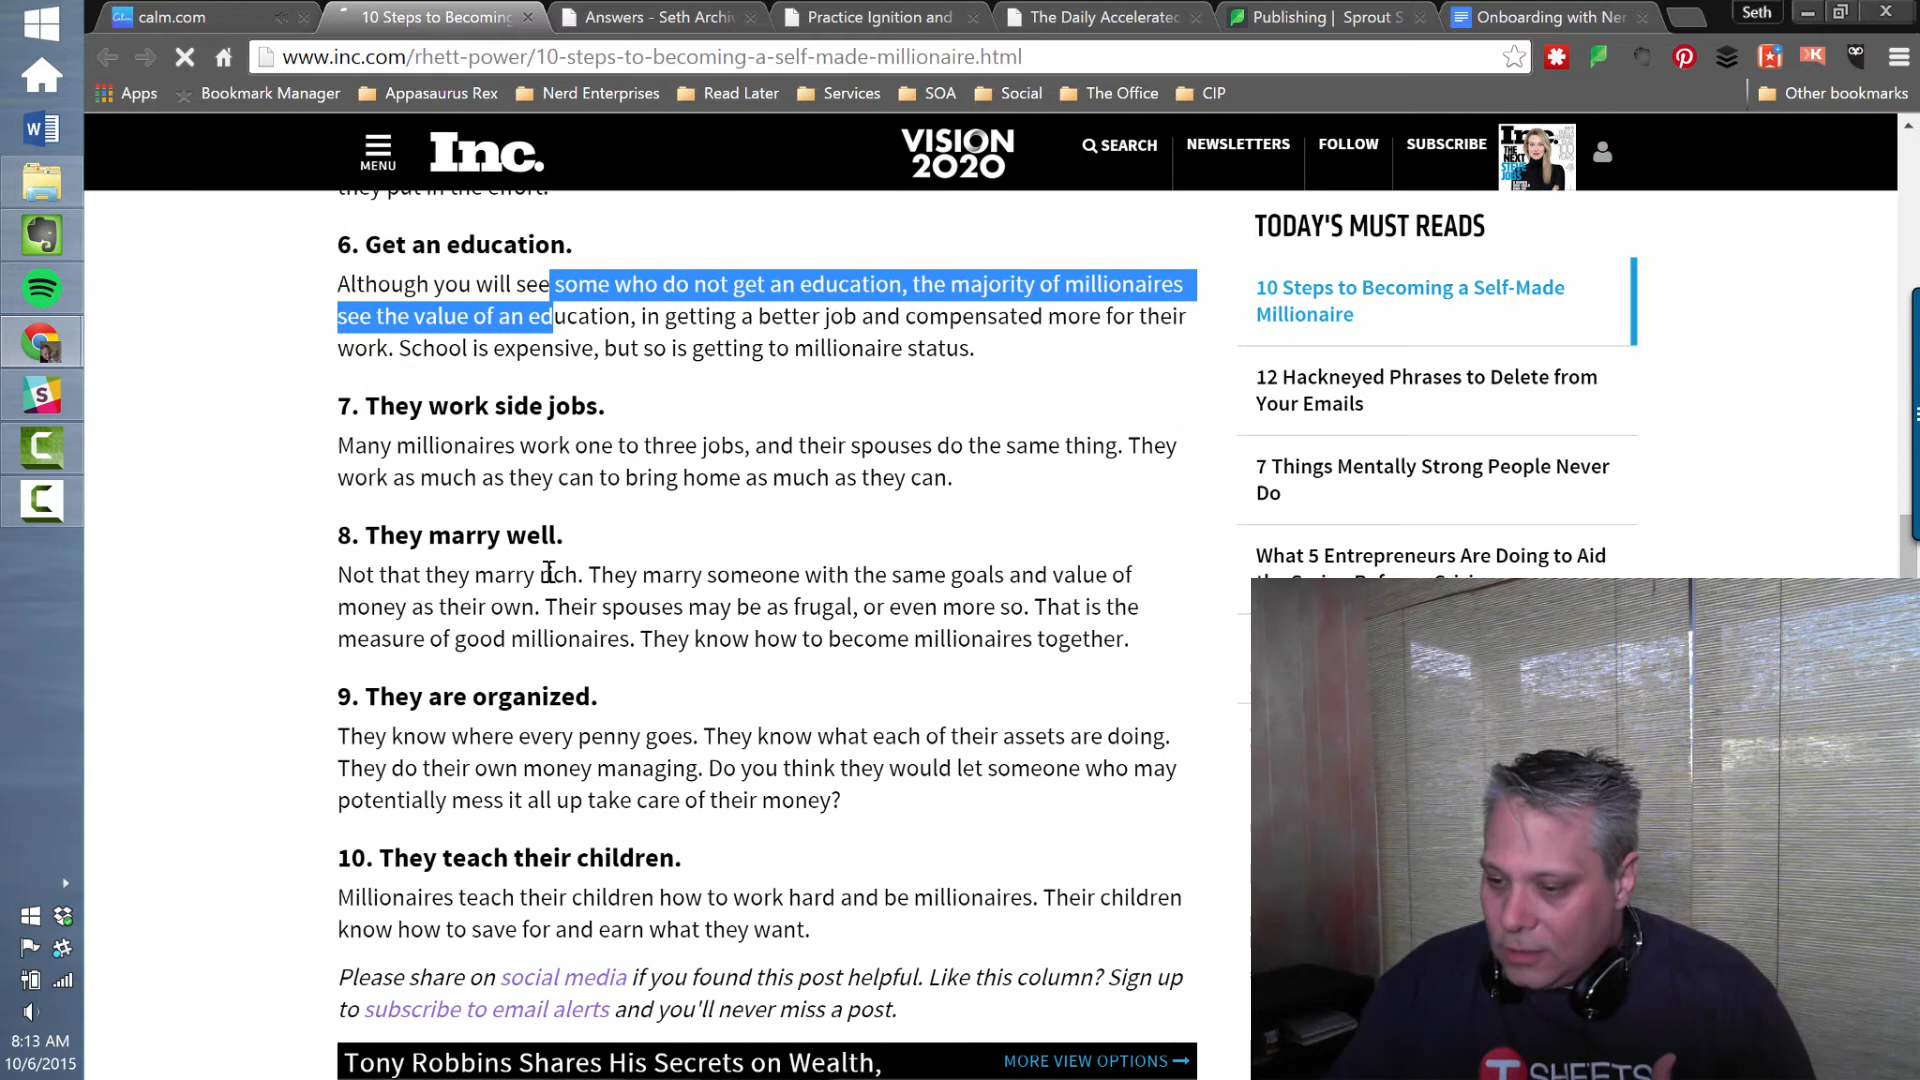 calm.com
10 Steps to Becoming
Answers - Seth Archiv
Practice Ignition and
The Daily Accelerated
Publishing | Sprout S
Onboarding with Ner
Seth
www.inc.com/rhett-power/10-steps-to-becoming-a-self-made-millionaire.html
Apps
Bookmark Manager
Appasaurus Rex
Nerd Enterprises
Read Later
Services
SOA
Social
The Office
CIP
Other bookmarks
MENU
Inc.
VISION
2020
SEARCH
NEWSLETTERS
FOLLOW
SUBSCRIBE
Inc.
THE
NEXT
STEVE
JOBS
they put in the effort.
6. Get an education.
Although you will see some who do not get an education, the majority of millionaires
see the value of an education, in getting a better job and compensated more for their
work. School is expensive, but so is getting to millionaire status.
7. They work side jobs.
Many millionaires work one to three jobs, and their spouses do the same thing. They
work as much as they can to bring home as much as they can.
8. They marry well.
Not that they marry rich. They marry someone with the same goals and value of
money as their own. Their spouses may be as frugal, or even more so. That is the
measure of good millionaires. They know how to become millionaires together.
9. They are organized.
They know where every penny goes. They know what each of their assets are doing.
They do their own money managing. Do you think they would let someone who may
potentially mess it all up take care of their money?
10. They teach their children.
Millionaires teach their children how to work hard and be millionaires. Their children
know how to save for and earn what they want.
Please share on social media if you found this post helpful. Like this column? Sign up
to subscribe to email alerts and you'll never miss a post.
Tony Robbins Shares His Secrets on Wealth,
MORE VIEW OPTIONS
TODAY'S MUST READS
10 Steps to Becoming a Self-Made
Millionaire
12 Hackneyed Phrases to Delete from
Your Emails
7 Things Mentally Strong People Never
Do
What 5 Entrepreneurs Are Doing to Aid
T SHEETS
8:13 AM
10/6/2015